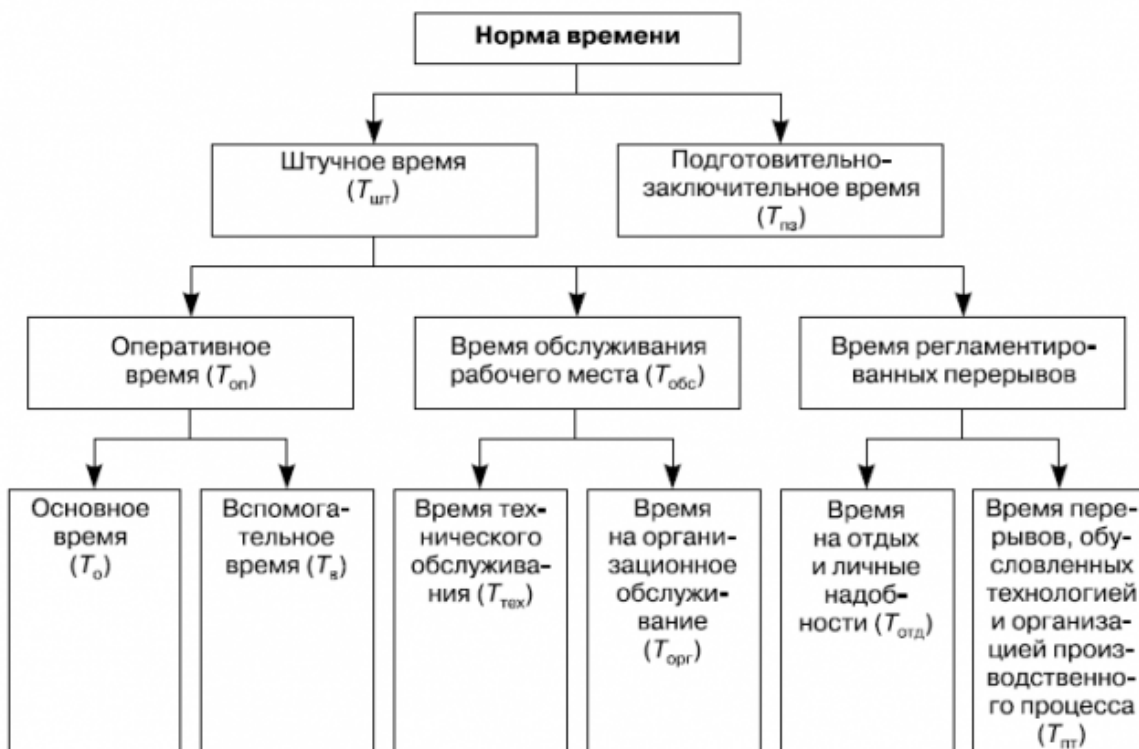 Норма времени
Штучное время
(Tшт)
Подготовительно-
заключительное время
(Tпз)
Оперативное
время (Tоп)
Время обслуживания
рабочего места (Tобс)
Время регламентиро-
ванных перерывов
Основное
время
(Tо)
Вспомога-
тельное
время (Tв)
Время тех-
нического
обслужива-
ния (Tтех)
Время
на органи-
зационное
обслужи-
вание
(Tорг)
Время
на отдых
и личные
надоб-
ности (Tотд)
Время пере-
рывов, обу-
словленных
технологией
и организа-
цией произ-
водственно-
го процесса
(Tпт)